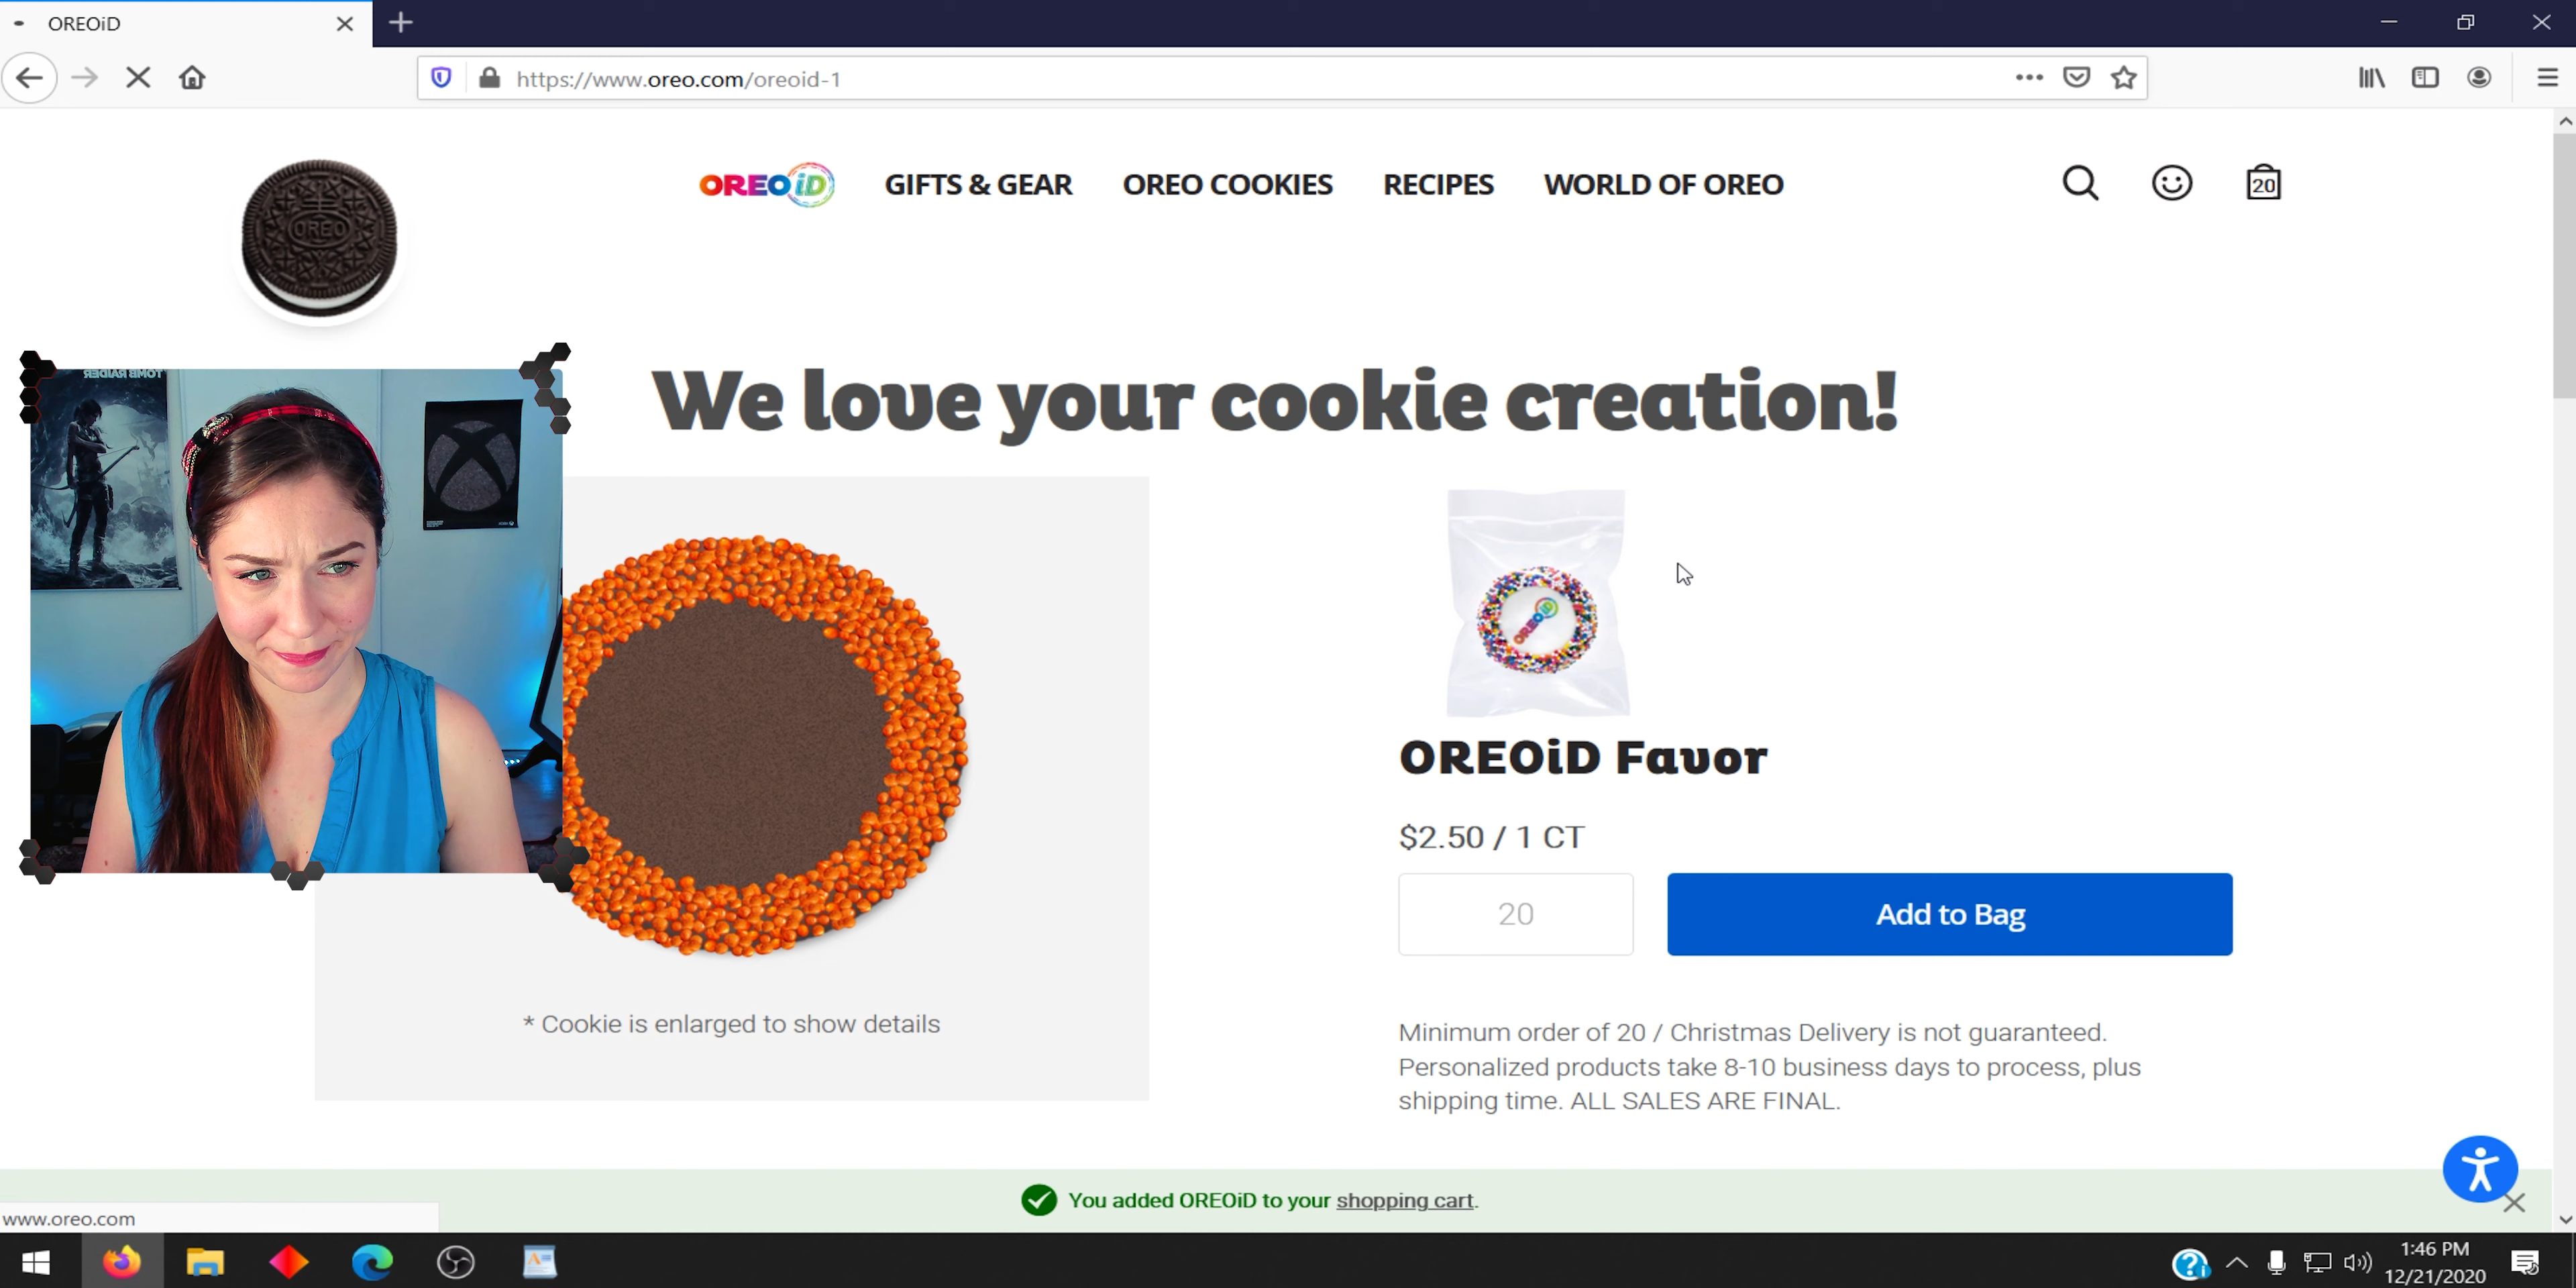 OREOiD
https://www.oreo.com/oreoid-1
OREOiD GIFTS & GEAR OREO COOKIES RECIPES WORLD OF OREO 20
OREO
We love your cookie creation!
TOMB RAIDER
OREOiD
OREOiD Favor
$2.50 / 1 CT
20 Add to Bag
* Cookie is enlarged to show details
Minimum order of 20 / Christmas Delivery is not guaranteed.
Personalized products take 8-10 business days to process, plus
shipping time. ALL SALES ARE FINAL.
You added OREOiD to your shopping cart.
www.oreo.com
1:46 PM
12/21/2020